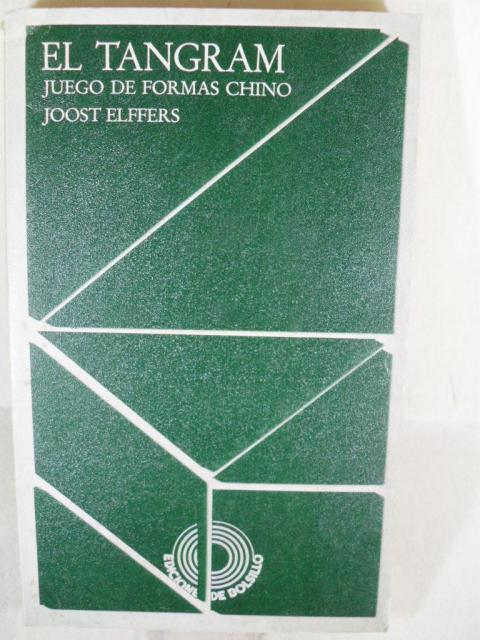 EL TANGRAM
JUEGO DE FORMAS CHINO
JOOST ELFFERS
EDICIONES DE BOLSILLO